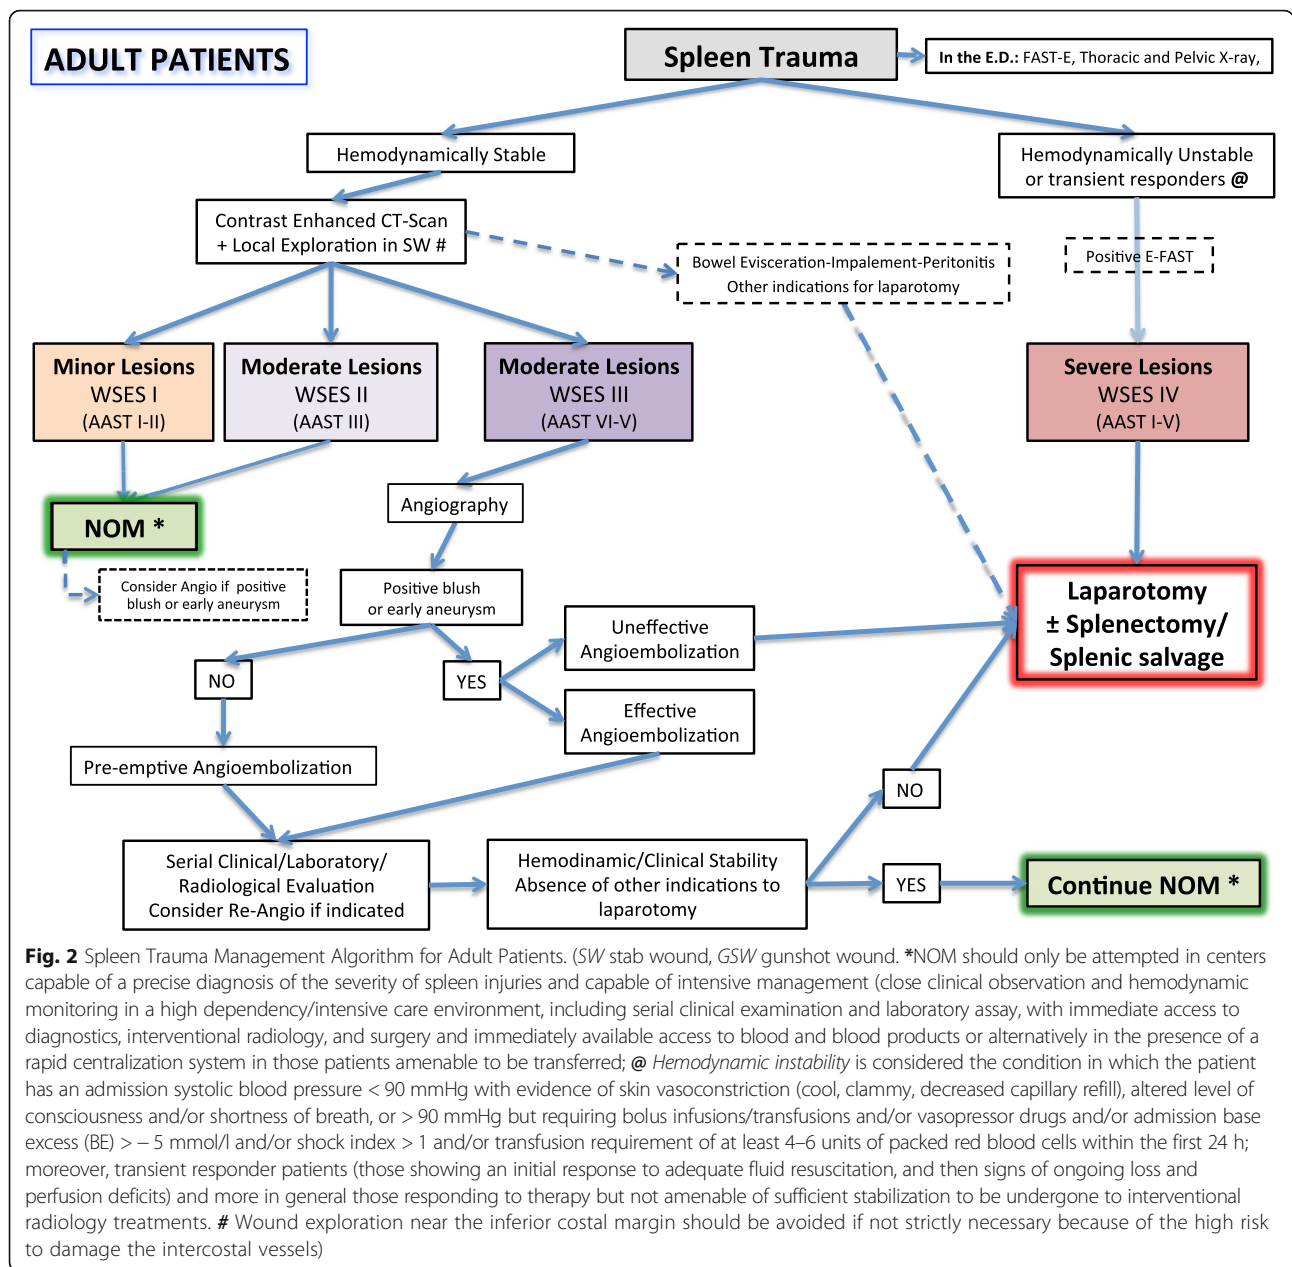 ADULT PATIENTS
Spleen Trauma
In the E.D.: FAST-E, Thoracic and Pelvic X-ray,
Hemodynamically Stable
Hemodynamically Unstable
or transient responders @
Contrast Enhanced CT-Scan
+ Local Exploration in SW #
Bowel Evisceration-Impalement-Peritonitis
Other indications for laparotomy
Positive E-FAST
Minor Lesions
WSES I
(AAST I-II)
Moderate Lesions
WSES II
(AAST III)
Moderate Lesions
WSES III
(AAST VI-V)
Severe Lesions
WSES IV
(AAST I-V)
NOM *
Angiography
Consider Angio if positive
blush or early aneurysm
Positive blush
or early aneurysm
Laparotomy
± Splenectomy/
Splenic salvage
Uneffective
Angioembolization
NO
YES
Effective
Angioembolization
Pre-emptive Angioembolization
NO
Serial Clinical/Laboratory/
Radiological Evaluation
Consider Re-Angio if indicated
Hemodinamic/Clinical Stability
Absence of other indications to
laparotomy
YES
Continue NOM *
Fig. 2 Spleen Trauma Management Algorithm for Adult Patients. (SW stab wound, GSW gunshot wound. *NOM should only be attempted in centers
capable of a precise diagnosis of the severity of spleen injuries and capable of intensive management (close clinical observation and hemodynamic
monitoring in a high dependency/intensive care environment, including serial clinical examination and laboratory assay, with immediate access to
diagnostics, interventional radiology, and surgery and immediately available access to blood and blood products or alternatively in the presence of a
rapid centralization system in those patients amenable to be transferred; @ Hemodynamic instability is considered the condition in which the patient
has an admission systolic blood pressure < 90 mmHg with evidence of skin vasoconstriction (cool, clammy, decreased capillary refill), altered level of
consciousness and/or shortness of breath, or > 90 mmHg but requiring bolus infusions/transfusions and/or vasopressor drugs and/or admission base
excess (BE) > − 5 mmol/l and/or shock index > 1 and/or transfusion requirement of at least 4–6 units of packed red blood cells within the first 24 h;
moreover, transient responder patients (those showing an initial response to adequate fluid resuscitation, and then signs of ongoing loss and
perfusion deficits) and more in general those responding to therapy but not amenable of sufficient stabilization to be undergone to interventional
radiology treatments. # Wound exploration near the inferior costal margin should be avoided if not strictly necessary because of the high risk
to damage the intercostal vessels)